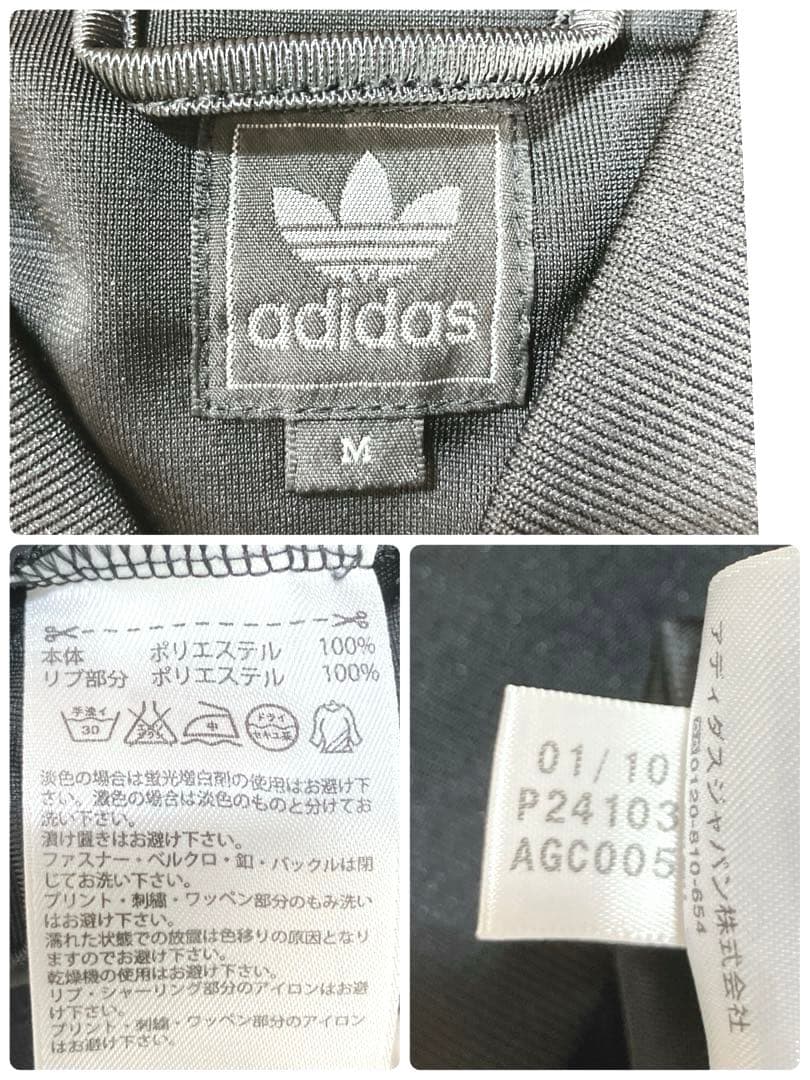 adidas
M
本体 ポリエステル 100%
リブ部分 ポリエステル 100%
手洗イ
30
エンソ
サラシ
中
ドライ
セキユ系
淡色の場合は蛍光増白剤の使用はお避け下
さい。濃色の場合は淡色のものと分けてお
洗い下さい。
漬け置きはお避け下さい。
ファスナー・ベルクロ・釦・バックルは閉
じてお洗い下さい。
プリント・刺繍・ワッペン部分のもみ洗い
はお避け下さい。
濡れた状態での放置は色移りの原因となり
ますのでお避け下さい。
乾燥機の使用はお避け下さい。
リブ・シャーリング部分のアイロンはお避
け下さい。
プリント・刺繍・ワッペン部分のアイロン
はお避け下さい。
01/10
P24103
AGC005
アディダスジャパン株式会社
0120-810-654